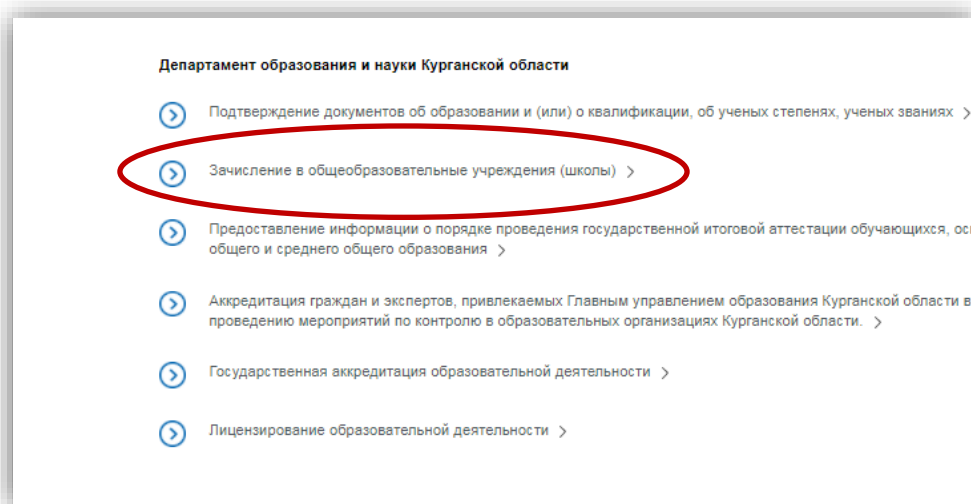 Департамент образования и науки Курганской области
Подтверждение документов об образовании и (или) о квалификации, об ученых степенях, ученых званиях >
Зачисление в общеобразовательные учреждения (школы) >
Предоставление информации о порядке проведения государственной итоговой аттестации обучающихся,
общего и среднего общего образования >
Аккредитация граждан и экспертов, привлекаемых Главным управлением образования Курганской области в
проведению мероприятий по контролю в образовательных организациях Курганской области. >
Государственная аккредитация образовательной деятельности >
Лицензирование образовательной деятельности >